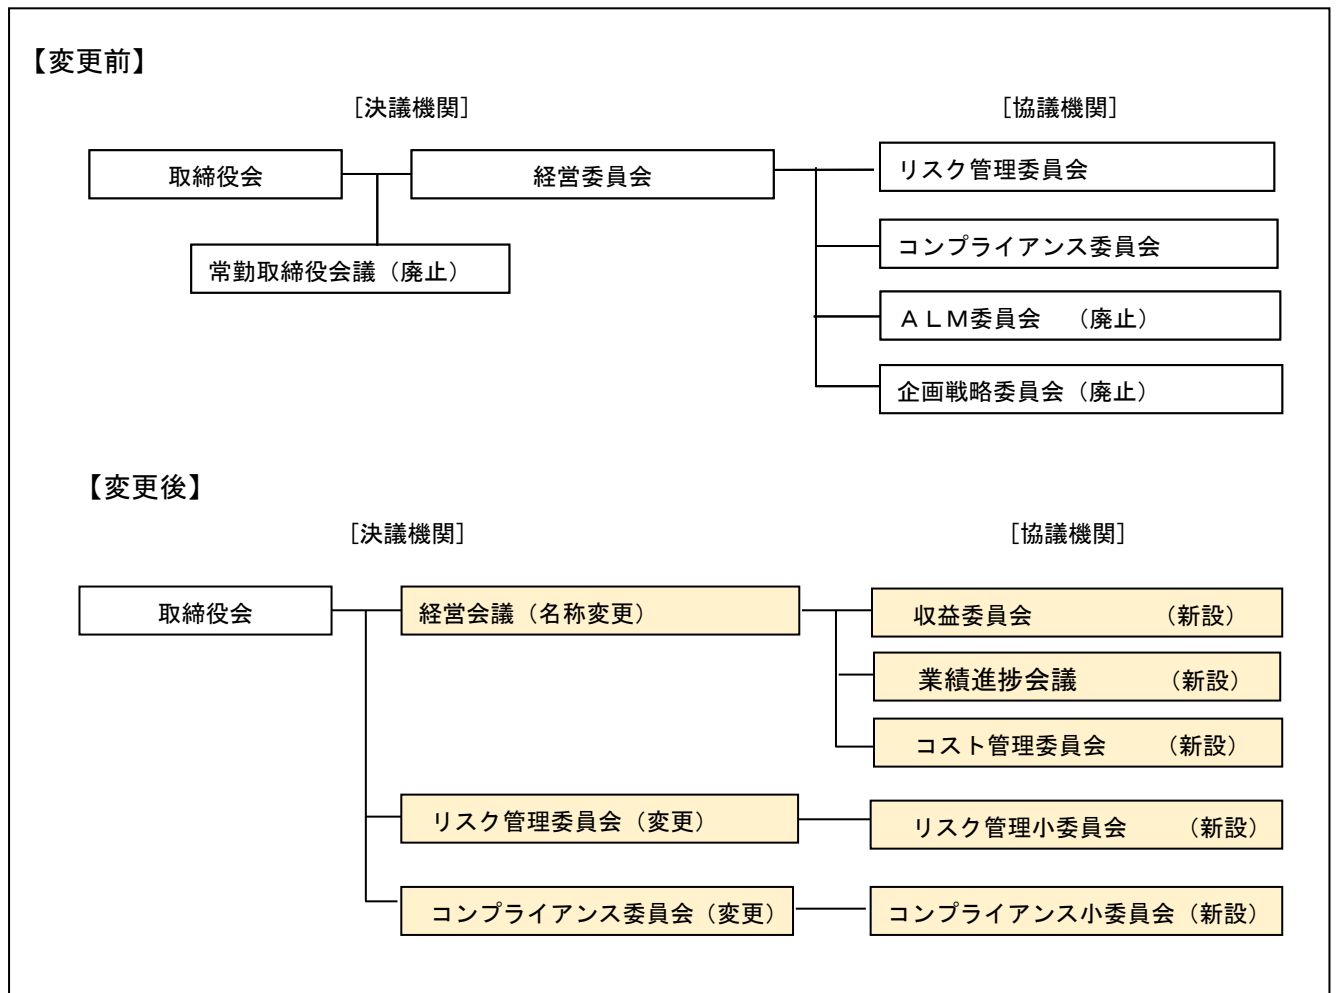 【変更前】
［決議機関］　［協議機関］
取締役会　経営委員会　リスク管理委員会
コンプライアンス委員会
常勤取締役会議（廃止）
ＡＬＭ委員会　（廃止）
企画戦略委員会（廃止）
【変更後】
［決議機関］　［協議機関］
取締役会　経営会議（名称変更）　収益委員会　（新設）
業績進捗会議　（新設）
コスト管理委員会　（新設）
リスク管理委員会（変更）　リスク管理小委員会　（新設）
コンプライアンス委員会（変更）　コンプライアンス小委員会（新設）